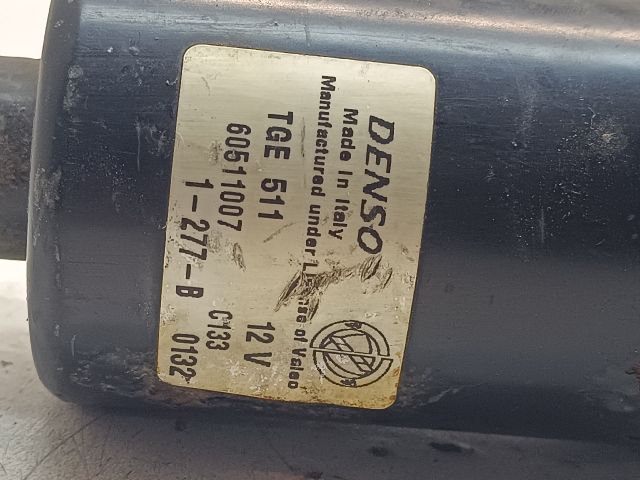 DENSO
Made In Italy
Manufactured under License of Valeo
TGE 511 12 V
60511007 C133
1-277-B 0132